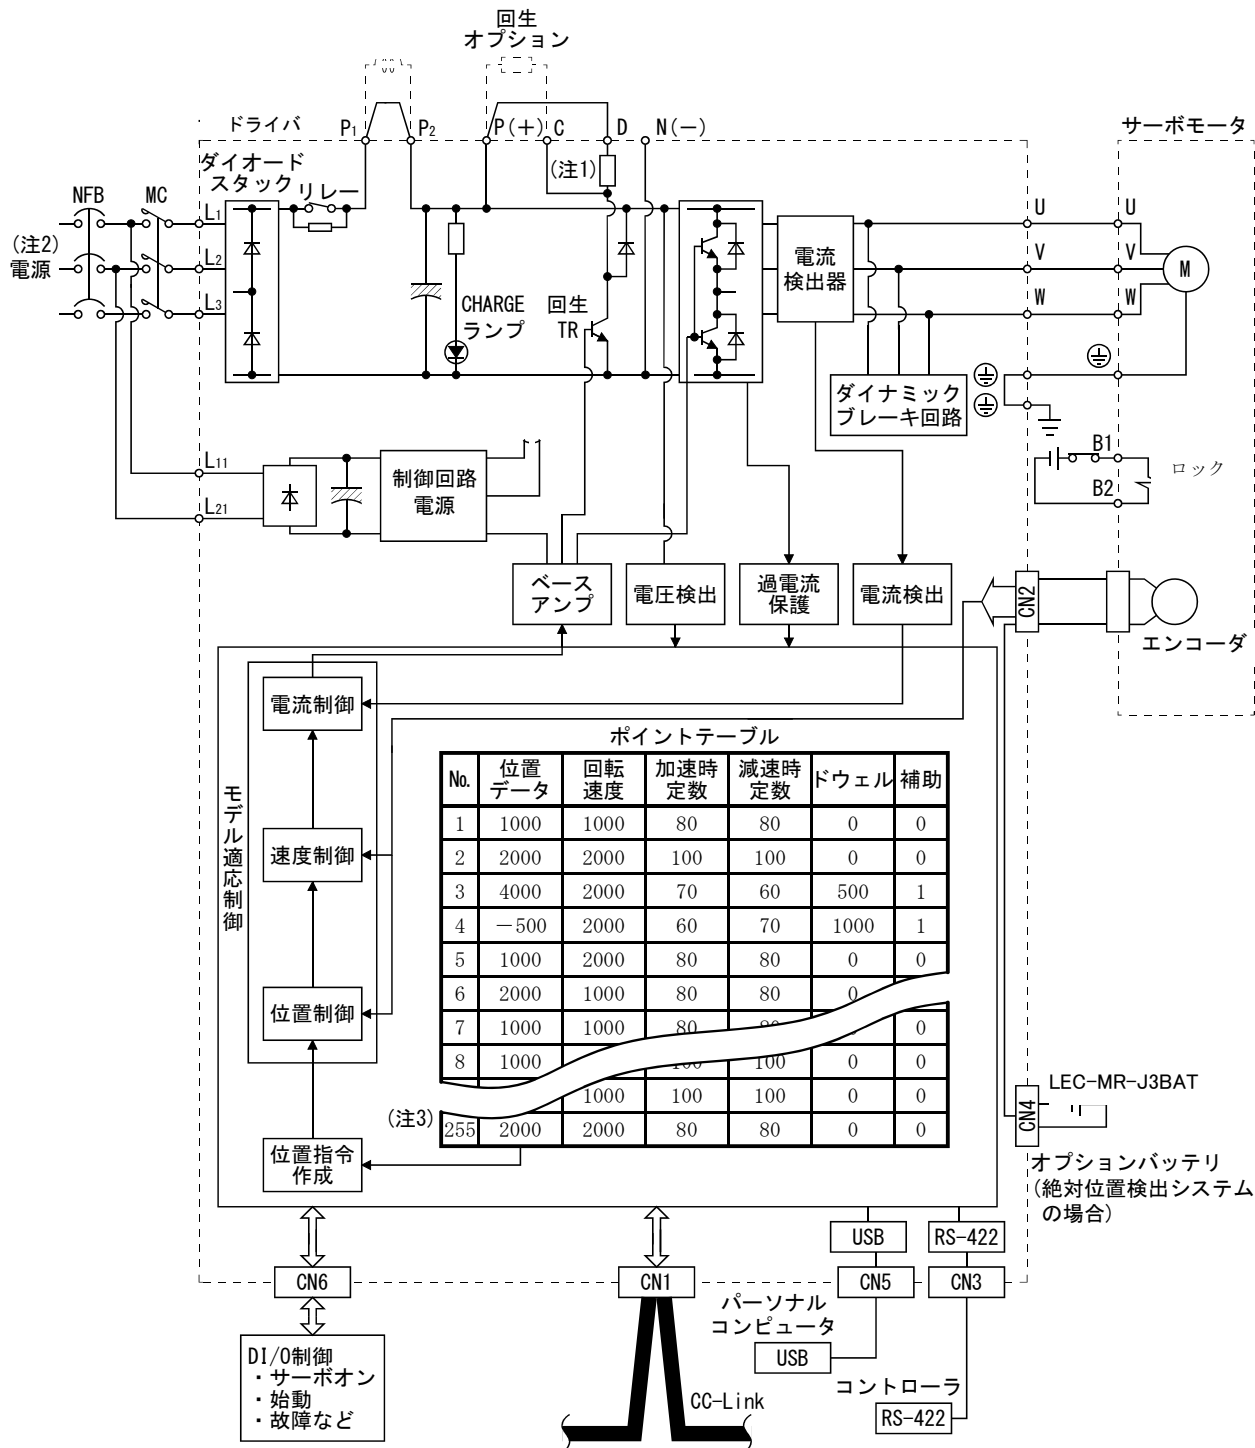 回生
オプション
ドライバ
P1
P2
P(+)
C
D
N(-)
サーボモータ
ダイオード
スタック
リレー
(注1)
NFB
MC
L1
(注2)
電源
L2
L3
CHARGE
ランプ
回生
TR
電流
検出器
U
V
W
U
V
W
M
ダイナミック
ブレーキ回路
B1
B2
ロック
L11
L21
制御回路
電源
ベース
アンプ
電圧検出
過電流
保護
電流検出
CN2
エンコーダ
モデル適応制御
電流制御
速度制御
位置制御
位置指令
作成
ポイントテーブル
No. 位置データ 回転速度 加速時定数 減速時定数 ドウェル 補助
1 1000 1000 80 80 0 0
2 2000 2000 100 100 0 0
3 4000 2000 70 60 500 1
4 -500 2000 60 70 1000 1
5 1000 2000 80 80 0 0
6 2000 1000 80 80 0
7 1000 1000 80 80 0
8 1000 100 100 0 0
1000 100 100 0 0
(注3)
255 2000 2000 80 80 0 0
CN4
LEC-MR-J3BAT
オプションバッテリ
(絶対位置検出システム
の場合)
USB
RS-422
CN6
CN1
CN5
CN3
DI/O制御
・サーボオン
・始動
・故障など
CC-Link
パーソナル
コンピュータ
USB
コントローラ
RS-422